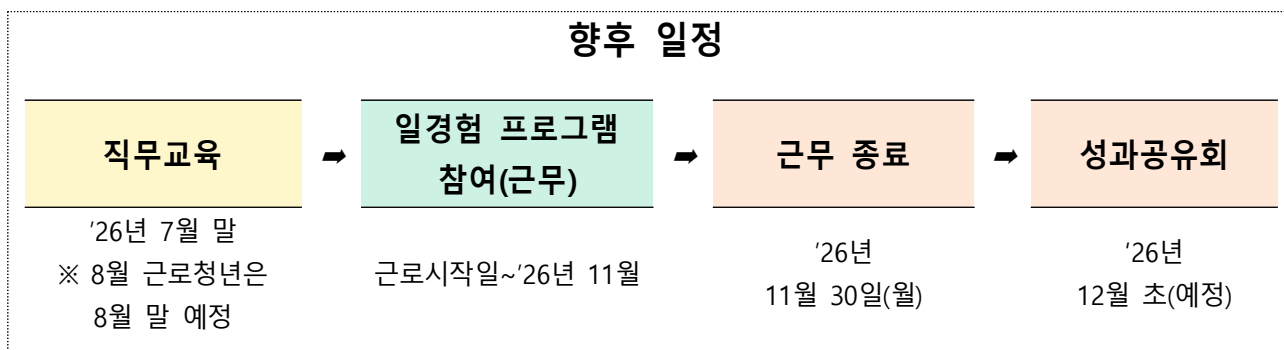 향후 일정
직무교육
➡
일경험 프로그램
참여(근무)
➡
근무 종료
➡
성과공유회
'26년 7월 말
※ 8월 근로청년은
8월 말 예정
근로시작일~'26년 11월
'26년
11월 30일(월)
'26년
12월 초(예정)